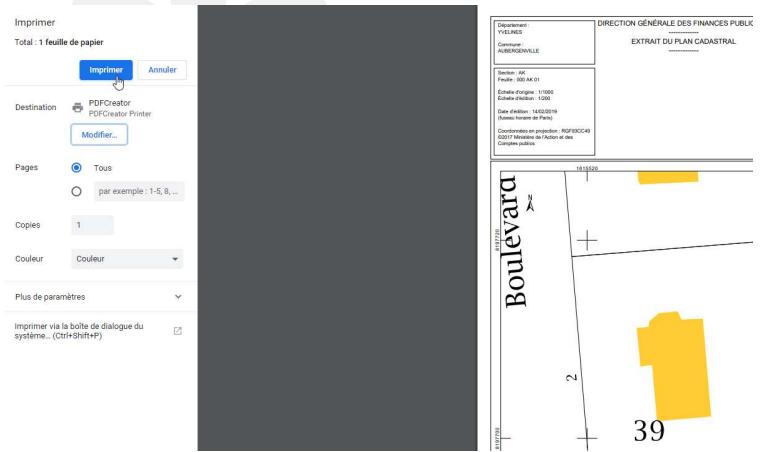 Imprimer
Total : 1 feuille de papier
Imprimer Annuler
Destination PDFCreator
PDFCreator Printer
Modifier...
Pages Tous
par exemple : 1-5, 8, ...
Copies 1
Couleur Couleur
Plus de paramètres
Imprimer via la boîte de dialogue du
système... (Ctrl+Shift+P)
Département :
YVELINES
Commune :
AUBERGENVILLE
Section : AK
Feuille : 000 AK 01
Échelle d'origine : 1/1000
Échelle d'édition : 1/200
Date d'édition : 14/02/2019
(fuseau horaire de Paris)
Coordonnées en projection : RGF93CC49
©2017 Ministère de l'Action et des
Comptes publics
DIRECTION GÉNÉRALE DES FINANCES PUBLIC
-------------
EXTRAIT DU PLAN CADASTRAL
-------------
1615520
8197720
Boulevard
N
2
39
8197700